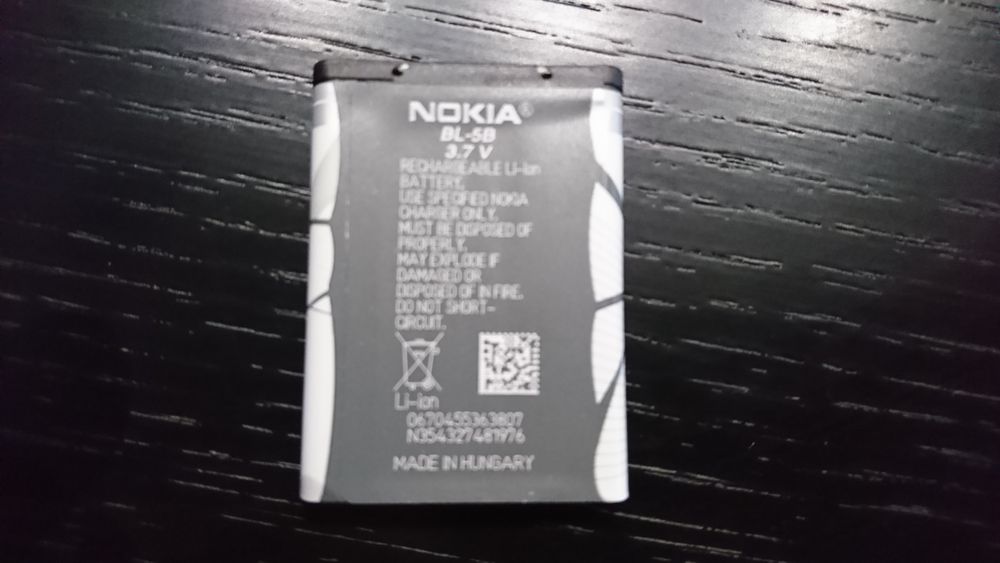 NOKIA®
BL-5B
3.7 V
RECHARGEABLE Li-Ion
BATTERY.
USE SPECIFIED NOKIA
CHARGER ONLY.
MUST BE DISPOSED OF
PROPERLY.
MAY EXPLODE IF
DAMAGED OR
DISPOSED OF IN FIRE.
DO NOT SHORT-
CIRCUIT.
Li-Ion
0670455363807
N354327481976
MADE IN HUNGARY